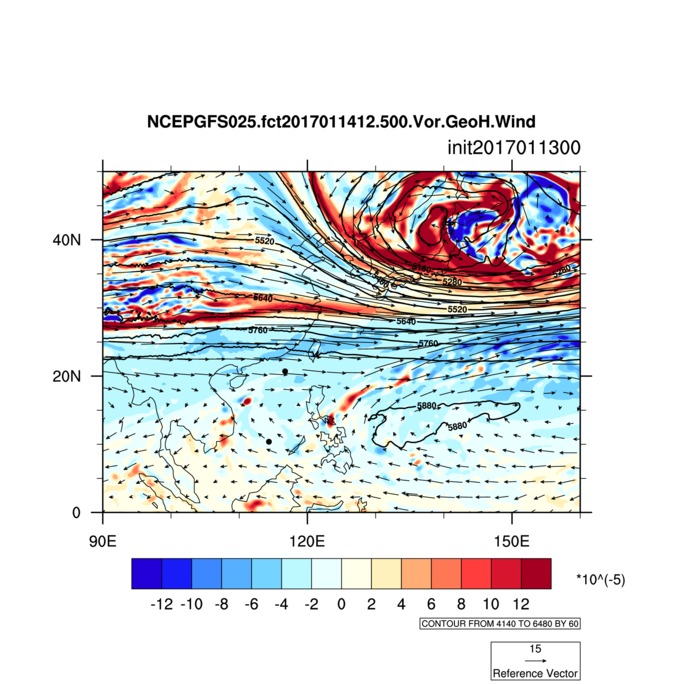 NCEPGFS025.fct2017011412.500.Vor.GeoH.Wind
init2017011300
40N
20N
0
90E 120E 150E
5520
5640
5760
5280
5520
5640
5760
5880
5880
-12 -10 -8 -6 -4 -2 0 2 4 6 8 10 12
*10^(-5)
CONTOUR FROM 4140 TO 6480 BY 60
15
Reference Vector